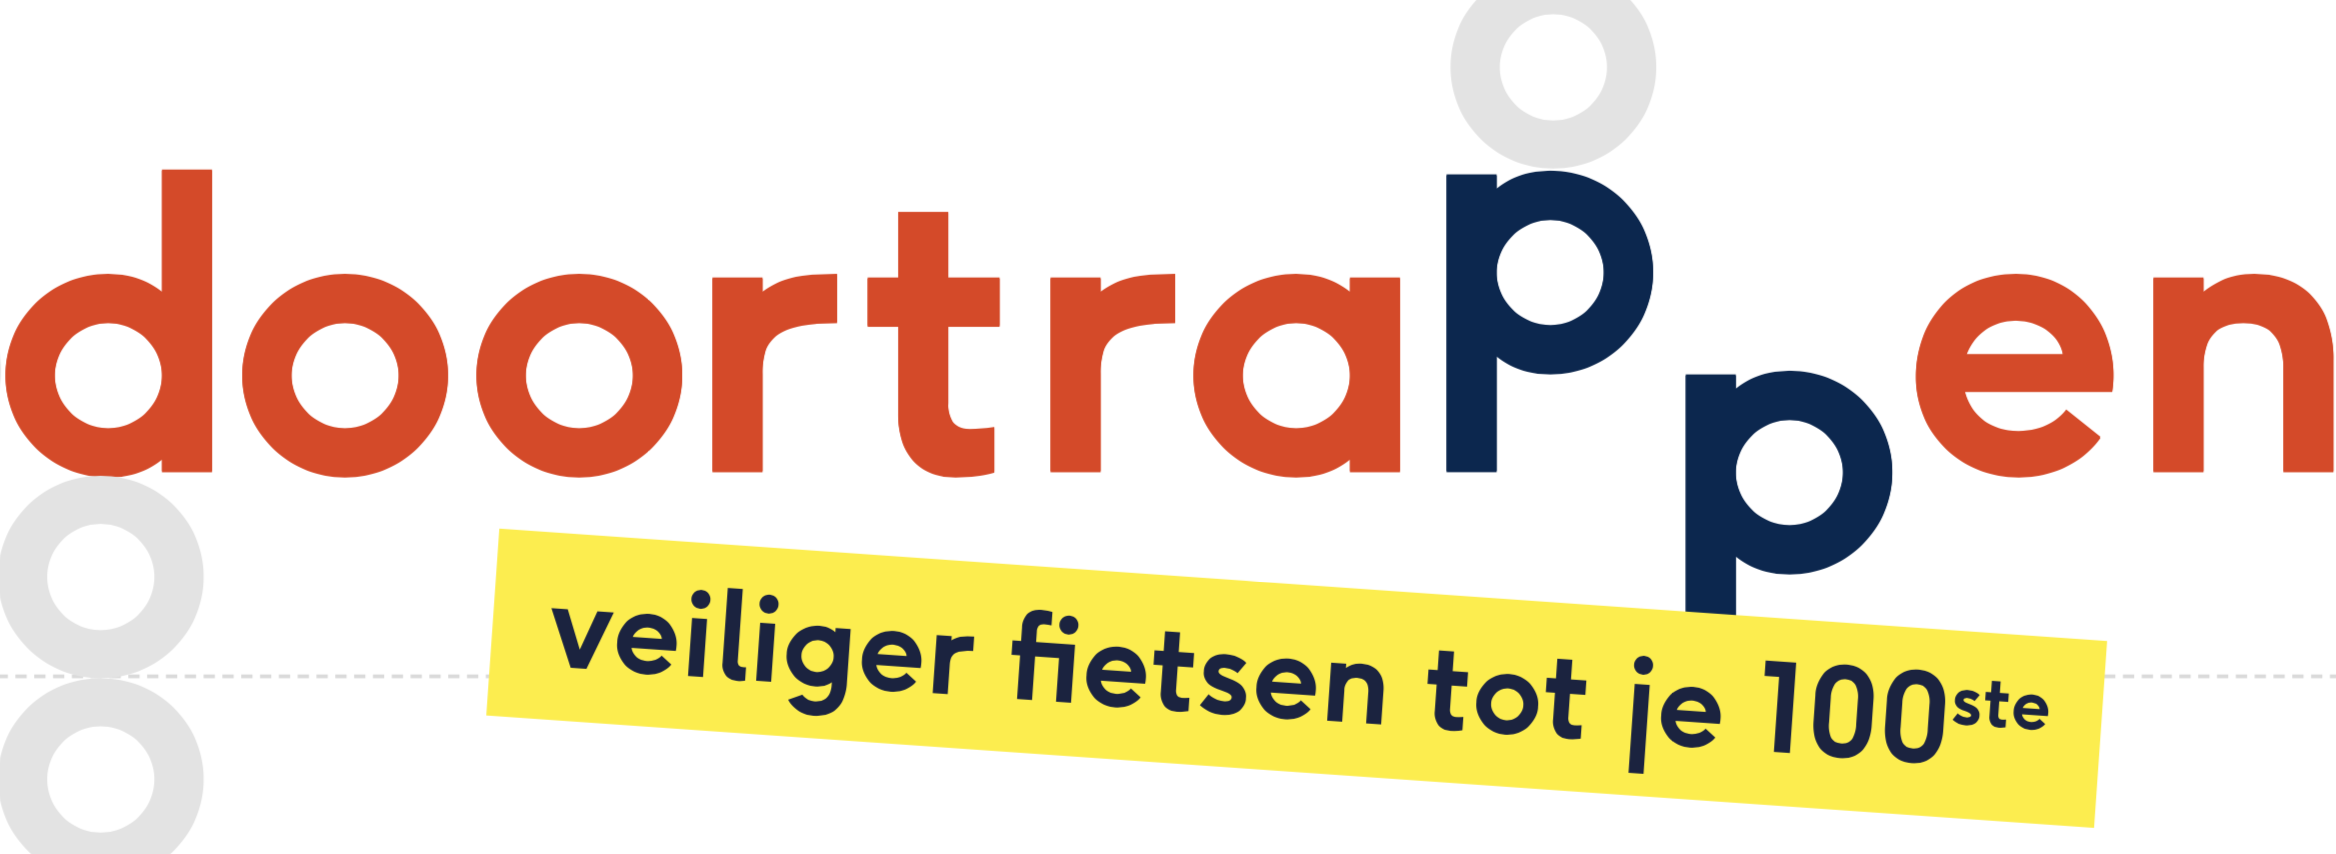 doortrappen
veiliger fietsen tot je 100ste